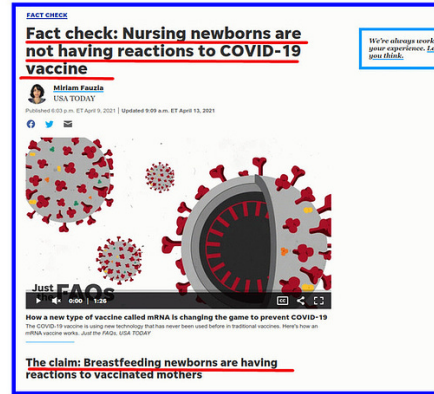 FACT CHECK
Fact check: Nursing newborns are
not having reactions to COVID-19
vaccine
Miriam Fauzia
USA TODAY
Published 6:03 p.m. ET April 9, 2021 | Updated 9:09 a.m. ET April 13, 2021
We're always work
your experience. Le
you think.
Just
the FAQs
0:00 1:26
CC
How a new type of vaccine called mRNA is changing the game to prevent COVID-19
The COVID-19 vaccine is using new technology that has never been used before in traditional vaccines. Here's how an
mRNA vaccine works. Just the FAQs, USA TODAY
The claim: Breastfeeding newborns are having
reactions to vaccinated mothers